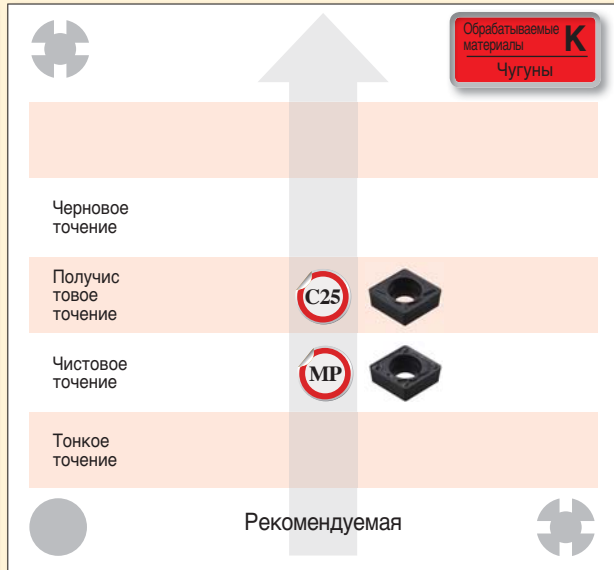 Обрабатываемые
материалы K
Чугуны
Черновое
точение
Получис
товое
точение
C25
Чистовое
точение
MP
Тонкое
точение
Рекомендуемая